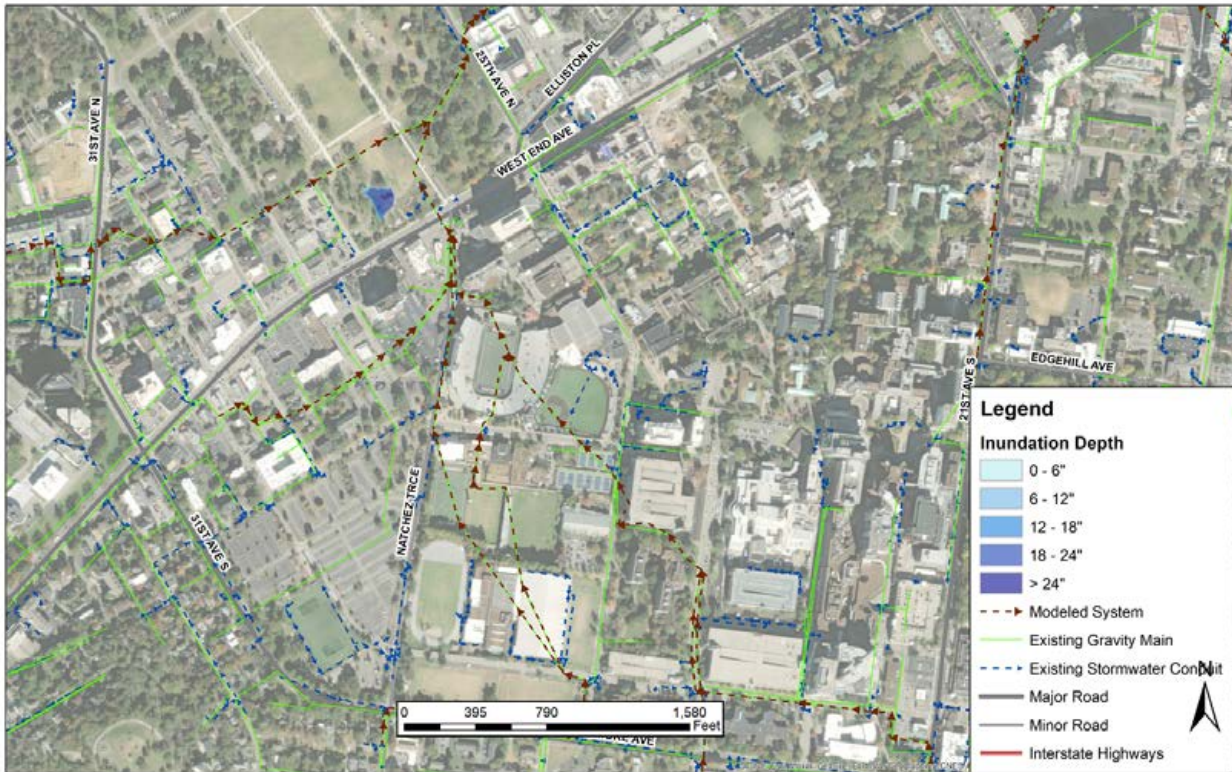 25TH AVE N
ELLISTON PL
WEST END AVE
31ST AVE N
31ST AVE S
NATCHEZ TRCE
21ST AVE S
EDGEHILL AVE
AVE
0 395 790 1,580
Feet
Legend
Inundation Depth
0 - 6"
6 - 12"
12 - 18"
18 - 24"
> 24"
Modeled System
Existing Gravity Main
Existing Stormwater Conduit
N
Major Road
Minor Road
Interstate Highways